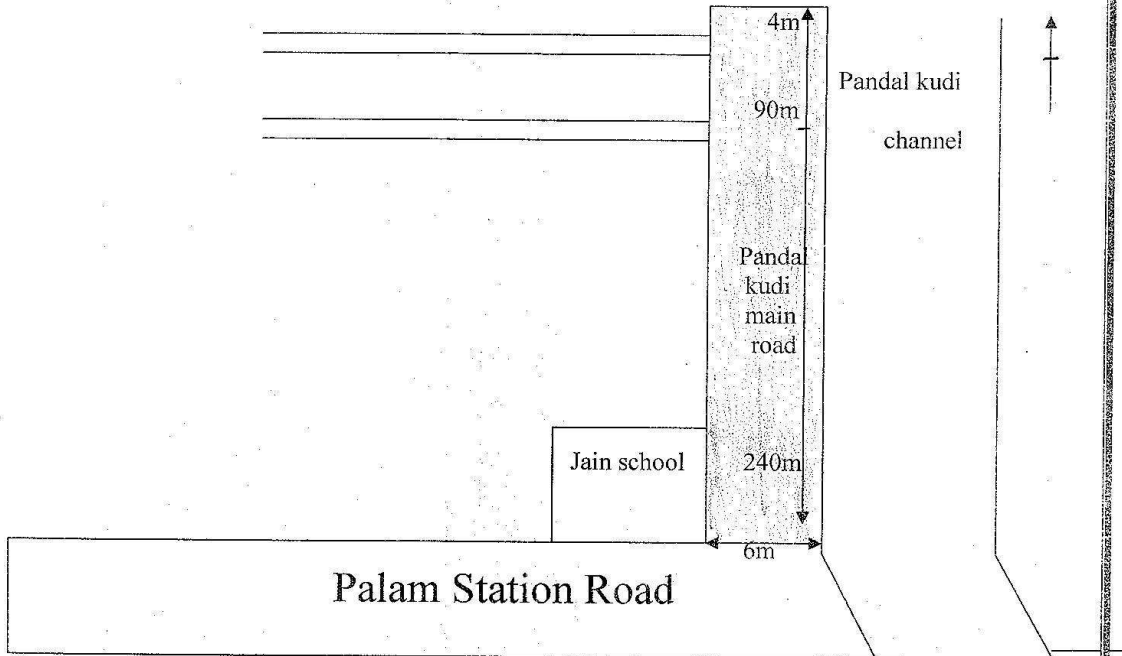 4m
Pandal kudi
90m
channel
Pandal
kudi
main
road
Jain school
240m
6m
Palam Station Road